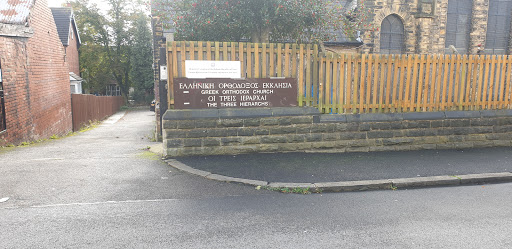 ΕΛΛΗΝΙΚΗ ΟΡΘΟΔΟΞΟΣ ΕΚΚΛΗΣΙΑ
GREEK ORTHODOX CHURCH
ΟΙ ΤΡΕΙΣ ΙΕΡΑΡΧΑΙ
THE THREE HIERARCHS